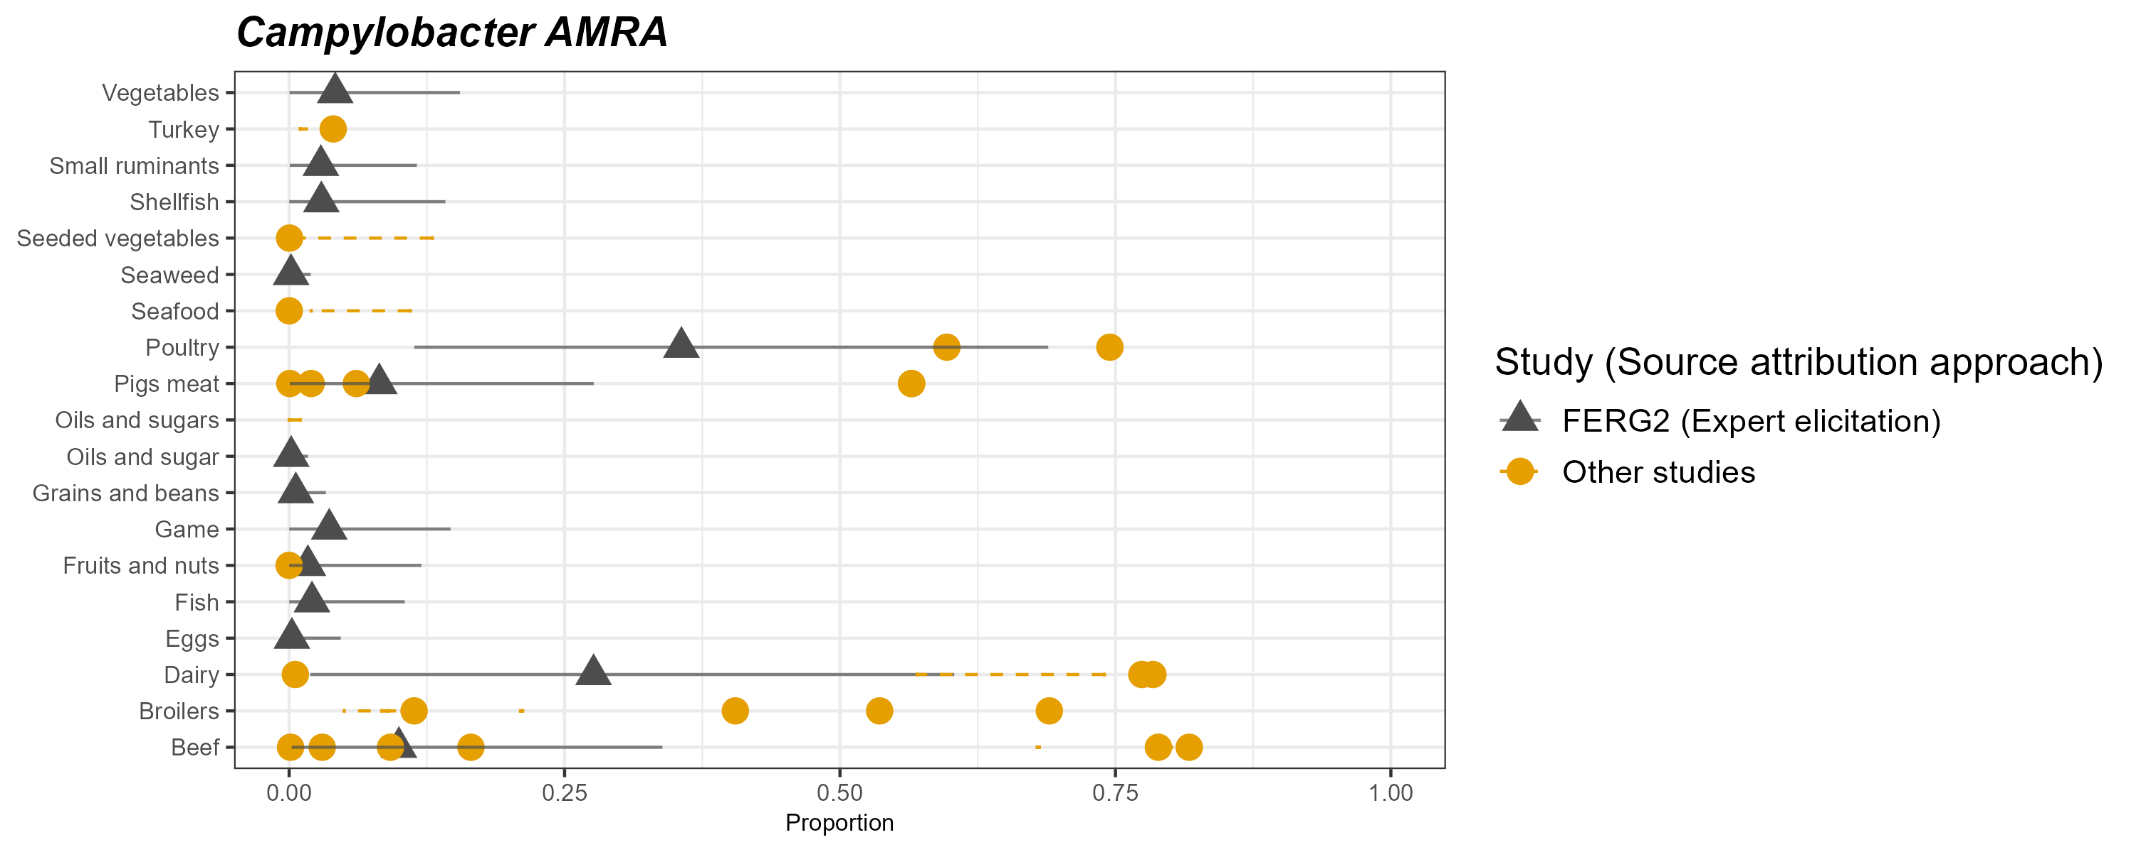 Campylobacter AMRA
Vegetables
Turkey
Small ruminants
Shellfish
Seeded vegetables
Seaweed
Seafood
Poultry
Pigs meat
Oils and sugars
Oils and sugar
Grains and beans
Game
Fruits and nuts
Fish
Eggs
Dairy
Broilers
Beef
0.00 0.25 0.50 0.75 1.00
Proportion
Study (Source attribution approach)
FERG2 (Expert elicitation)
Other studies